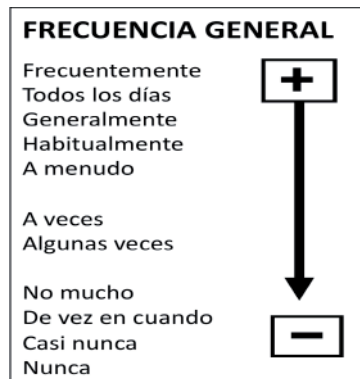 FRECUENCIA GENERAL
Frecuentemente
Todos los días
Generalmente
Habitualmente
A menudo
A veces
Algunas veces
No mucho
De vez en cuando
Casi nunca
Nunca
+
−